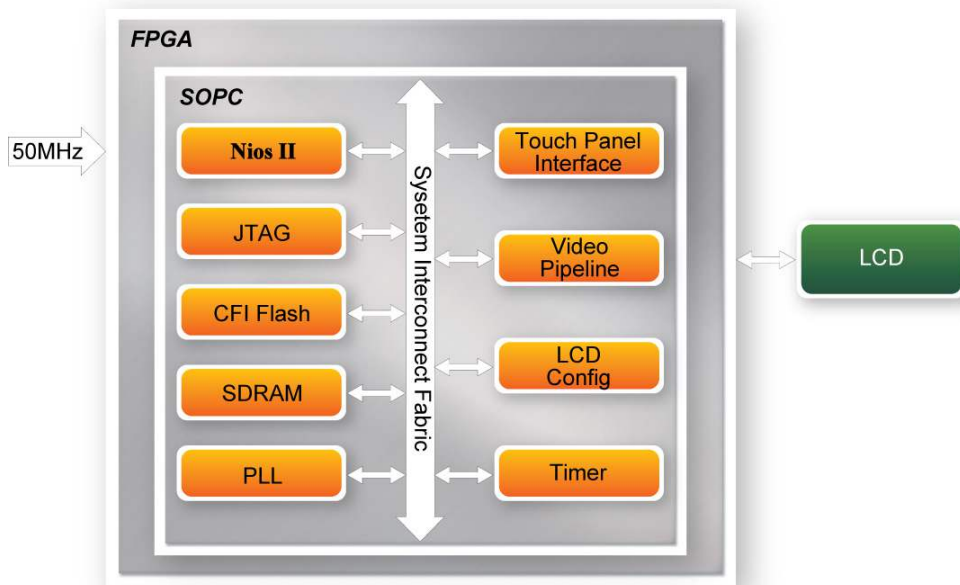 FPGA
SOPC
50MHz
Nios II
JTAG
CFI Flash
SDRAM
PLL
Sysetem Interconnect Fabric
Touch Panel
Interface
Video
Pipeline
LCD
Config
Timer
LCD